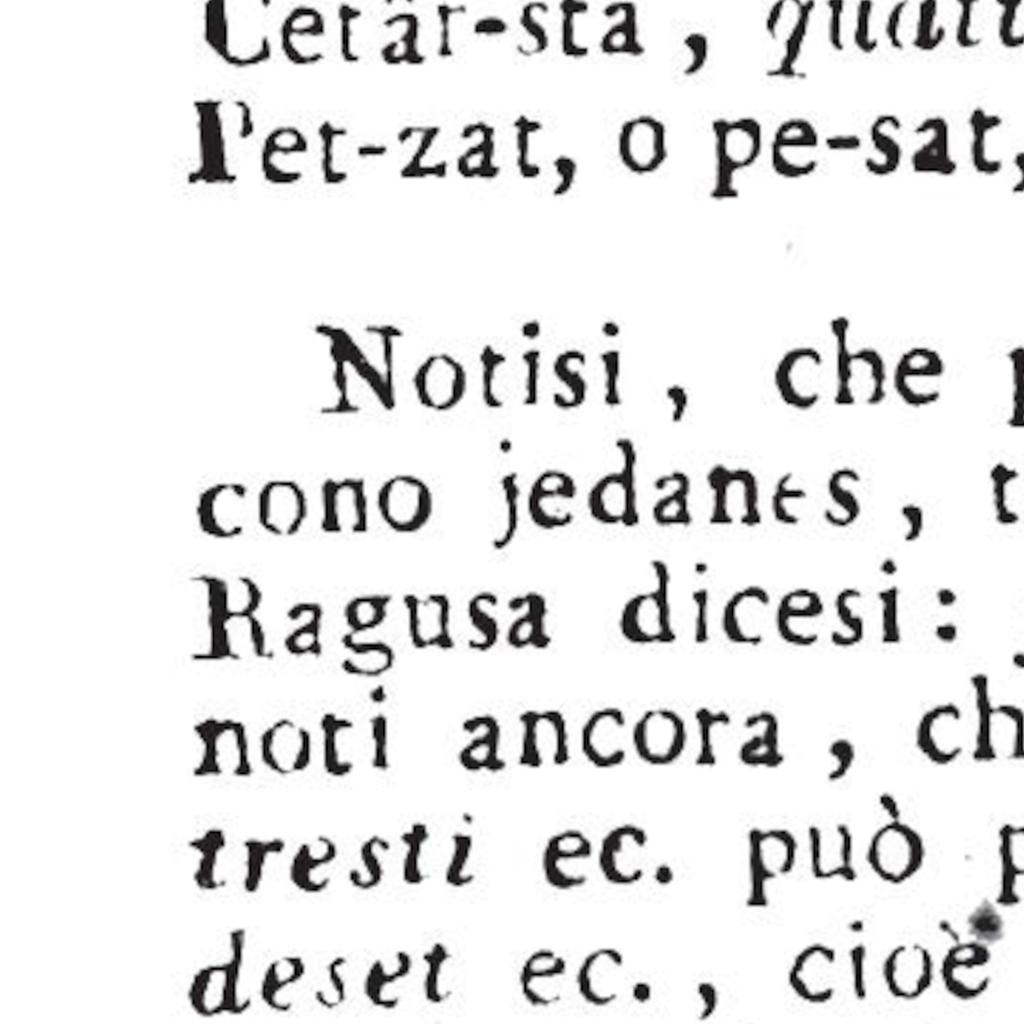 Cetâr-sta, quatt
Pet-zat, o pe-sat,
Notisi, che p
cono jedanes, t
Ragusa dicesi:
noti ancora, ch
tresti ec. può p
deset ec., cioè